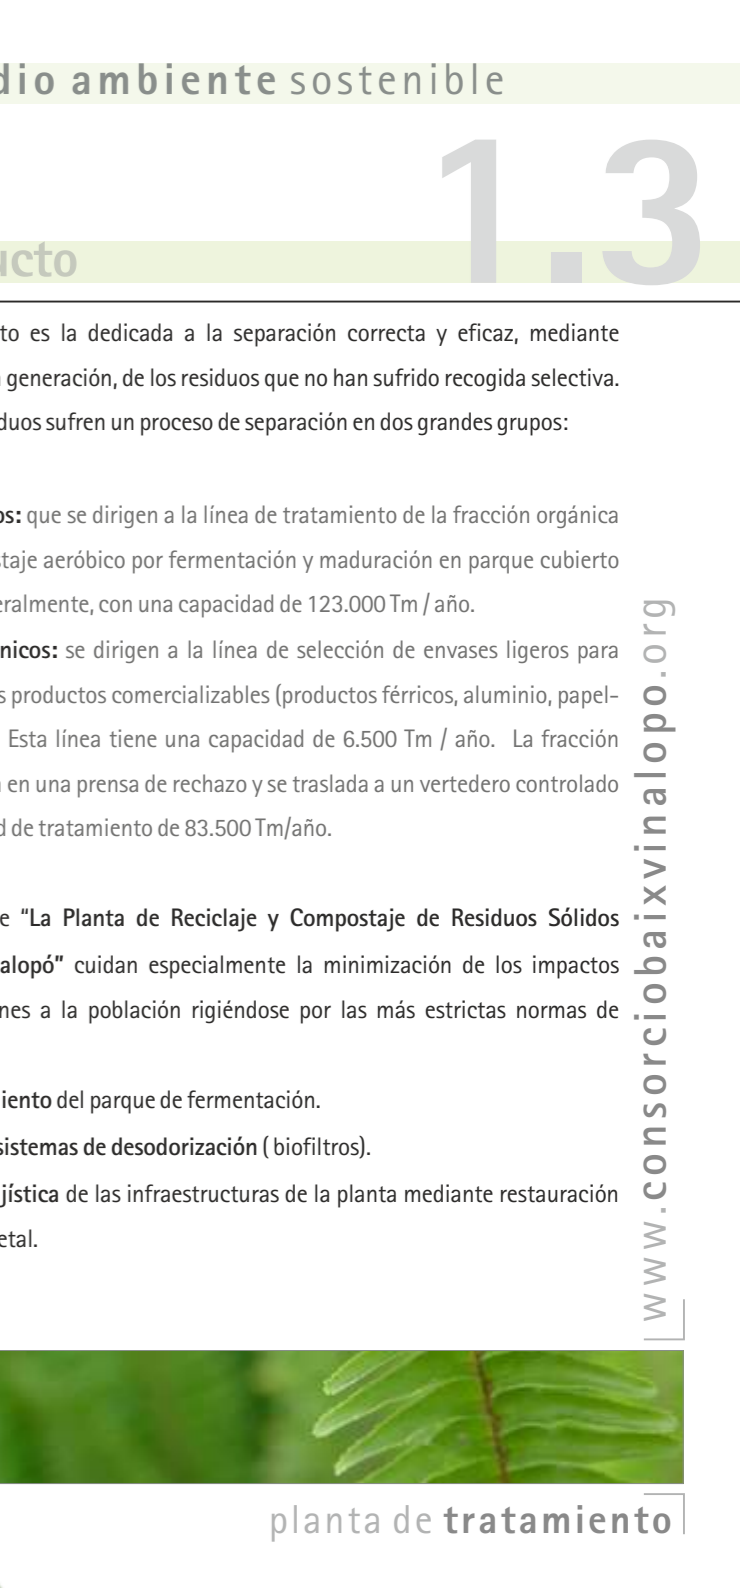 dio ambiente sostenible
1.3
ucto
to es la dedicada a la separación correcta y eficaz, mediante
generación, de los residuos que no han sufrido recogida selectiva.
duos sufren un proceso de separación en dos grandes grupos:
os: que se dirigen a la línea de tratamiento de la fracción orgánica
staje aeróbico por fermentación y maduración en parque cubierto
eralmente, con una capacidad de 123.000 Tm / año.
nicos: se dirigen a la línea de selección de envases ligeros para
s productos comercializables (productos férricos, aluminio, papel-
Esta línea tiene una capacidad de 6.500 Tm / año. La fracción
en una prensa de rechazo y se traslada a un vertedero controlado
d de tratamiento de 83.500 Tm/año.
e “La Planta de Reciclaje y Compostaje de Residuos Sólidos
alopó” cuidan especialmente la minimización de los impactos
nes a la población rigiéndose por las más estrictas normas de
iento del parque de fermentación.
sistemas de desodorización ( biofiltros).
jística de las infraestructuras de la planta mediante restauración
etal.
www.consorciobaixvinalopo.org
planta de tratamiento